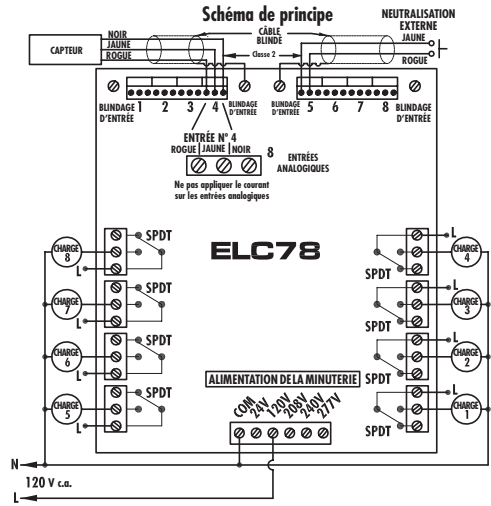 Schéma de principe
NEUTRALISATION
EXTERNE
CAPTEUR
NOIR
JAUNE
ROUGE
CÂBLE
BLINDÉ
Classe 2
JAUNE
ROUGE
BLINDAGE
D'ENTRÉE
1 2 3 4
BLINDAGE
D'ENTRÉE
BLINDAGE
D'ENTRÉE
5 6 7 8
BLINDAGE
D'ENTRÉE
ENTRÉE N° 4
ROUGE JAUNE NOIR
8 ENTRÉES
ANALOGIQUES
Ne pas appliquer le courant
sur les entrées analogiques
ELC78
CHARGE
8
L
SPDT
CHARGE
7
L
SPDT
CHARGE
6
L
SPDT
CHARGE
5
L
SPDT
L
CHARGE
4
SPDT
L
CHARGE
3
SPDT
L
CHARGE
2
SPDT
L
CHARGE
1
SPDT
ALIMENTATION DE LA MINUTERIE
COM 24V 120V 208V 240V 277V
N
120 V c.a.
L